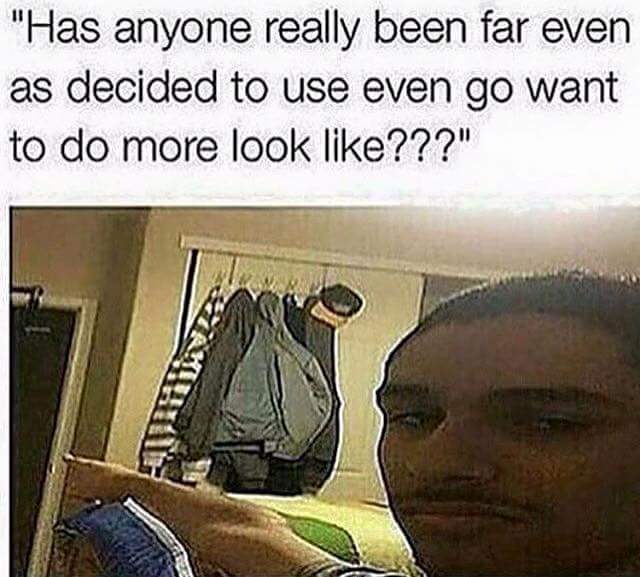 "Has anyone really been far even
as decided to use even go want
to do more look like???"